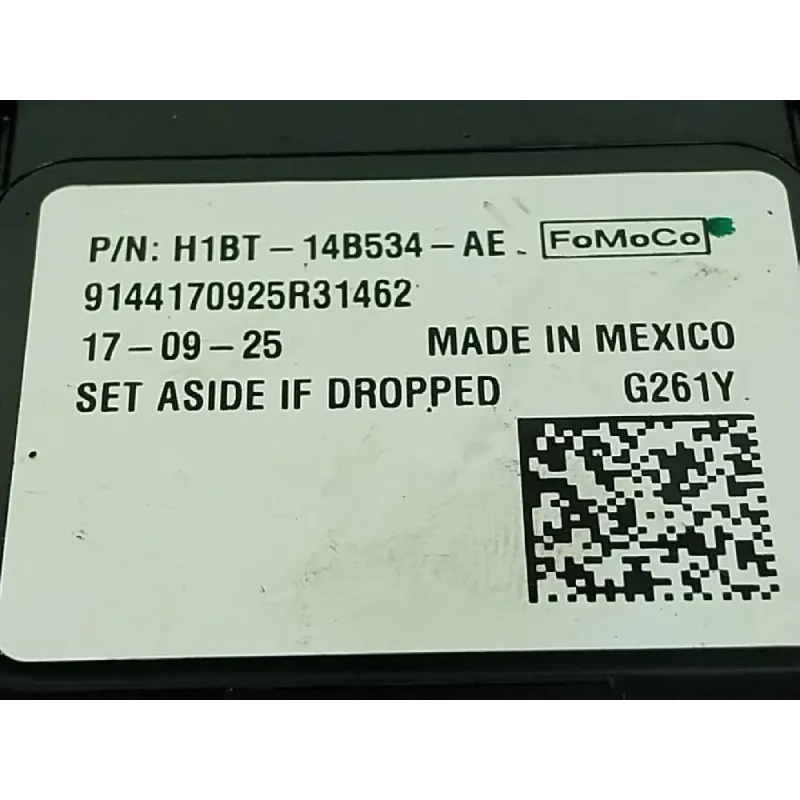 P/N: H1BT-14B534-AE FoMoCo
9144170925R31462
17-09-25 MADE IN MEXICO
SET ASIDE IF DROPPED G261Y